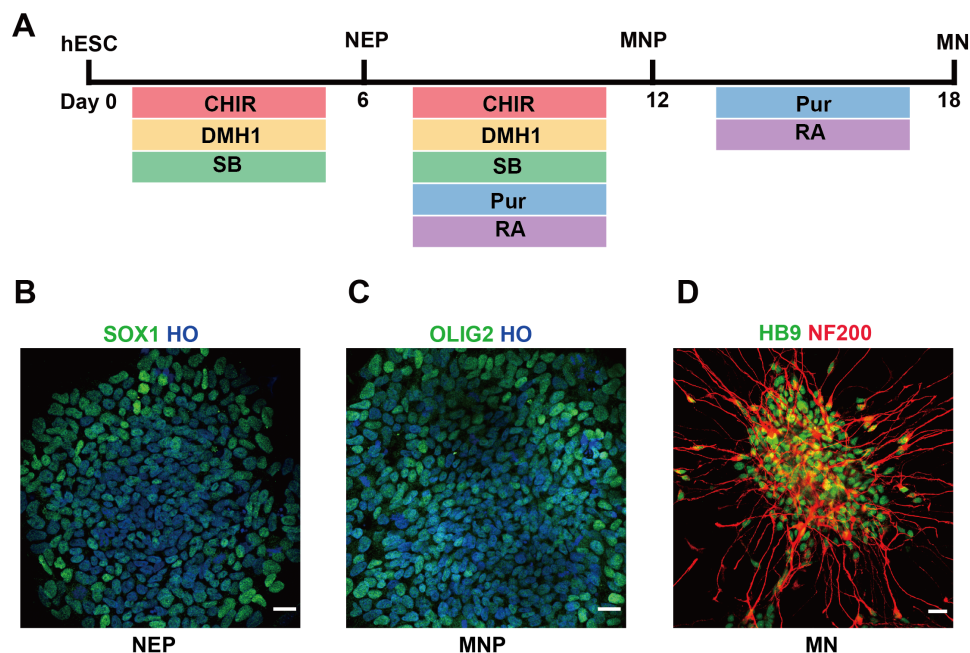 A
hESC NEP MNP MN
Day 0 6 12 18
CHIR CHIR Pur
DMH1 DMH1 RA
SB SB
Pur
RA
B C D
SOX1 HO OLIG2 HO HB9 NF200
NEP MNP MN